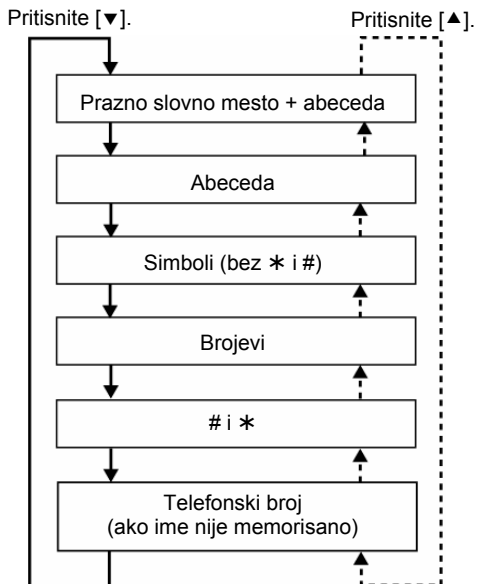 Pritisnite [▼].
Pritisnite [▲].
Prazno slovno mesto + abeceda
Abeceda
Simboli (bez ∗ i #)
Brojevi
# i ∗
Telefonski broj
(ako ime nije memorisano)